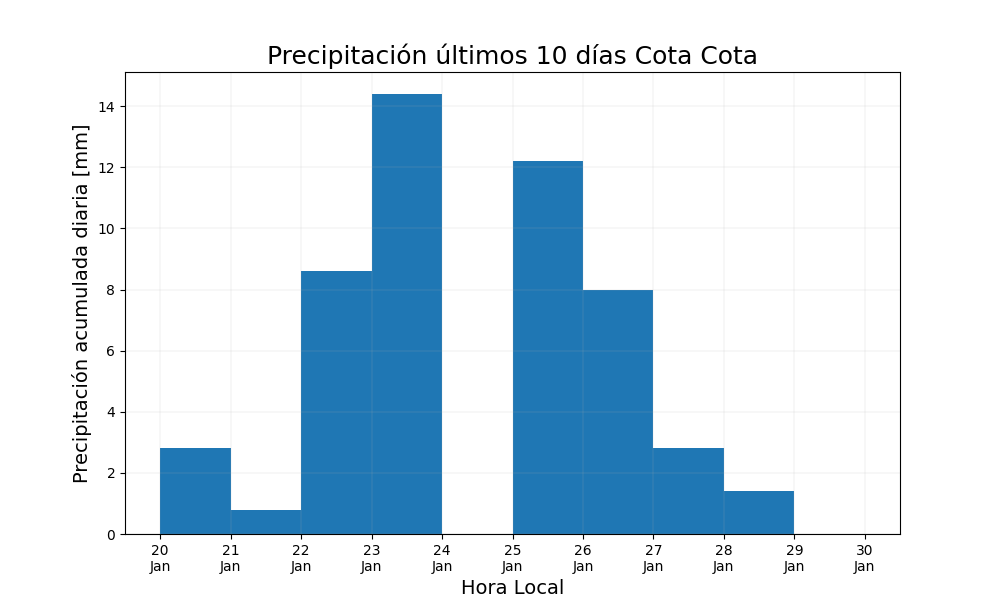 Precipitación últimos 10 días Cota Cota
Precipitación acumulada diaria [mm]
14
12
10
8
6
4
2
0
20 21 22 23 24 25 26 27 28 29 30
Jan Jan Jan Jan Jan Jan Jan Jan Jan Jan Jan
Hora Local